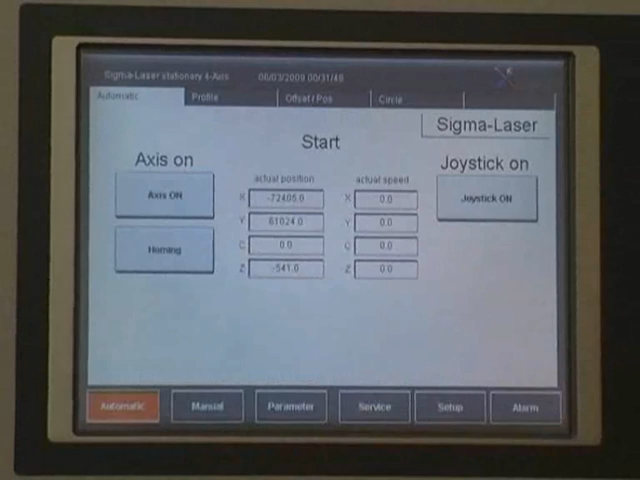 Sigma-Laser stationary 4-Axis 06/03/2009 00/31/48
Automatic Profile Offset / Pos Circle
Sigma-Laser
Start
Axis on Joystick on
actual position actual speed
Axis ON X -72405.0 X 0.0 Joystick ON
Y 61024.0 Y 0.0
Homing C 0.0 C 0.0
Z -541.0 Z 0.0
Automatic Manual Parameter Service Setup Alarm